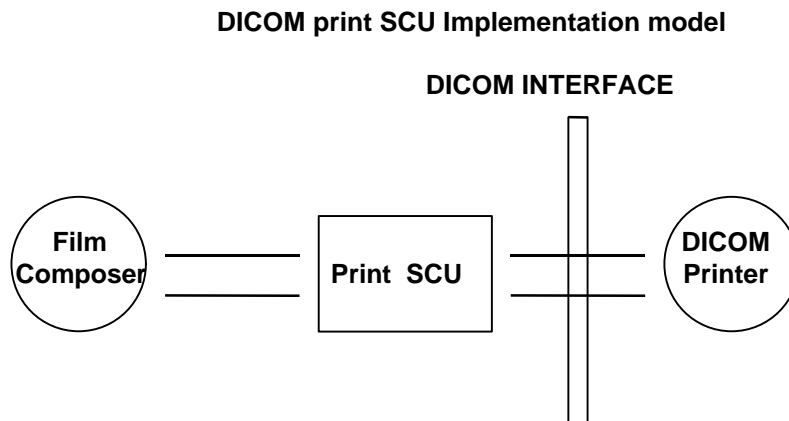 DICOM print SCU Implementation model
DICOM INTERFACE
Film
Composer
Print SCU
DICOM
Printer